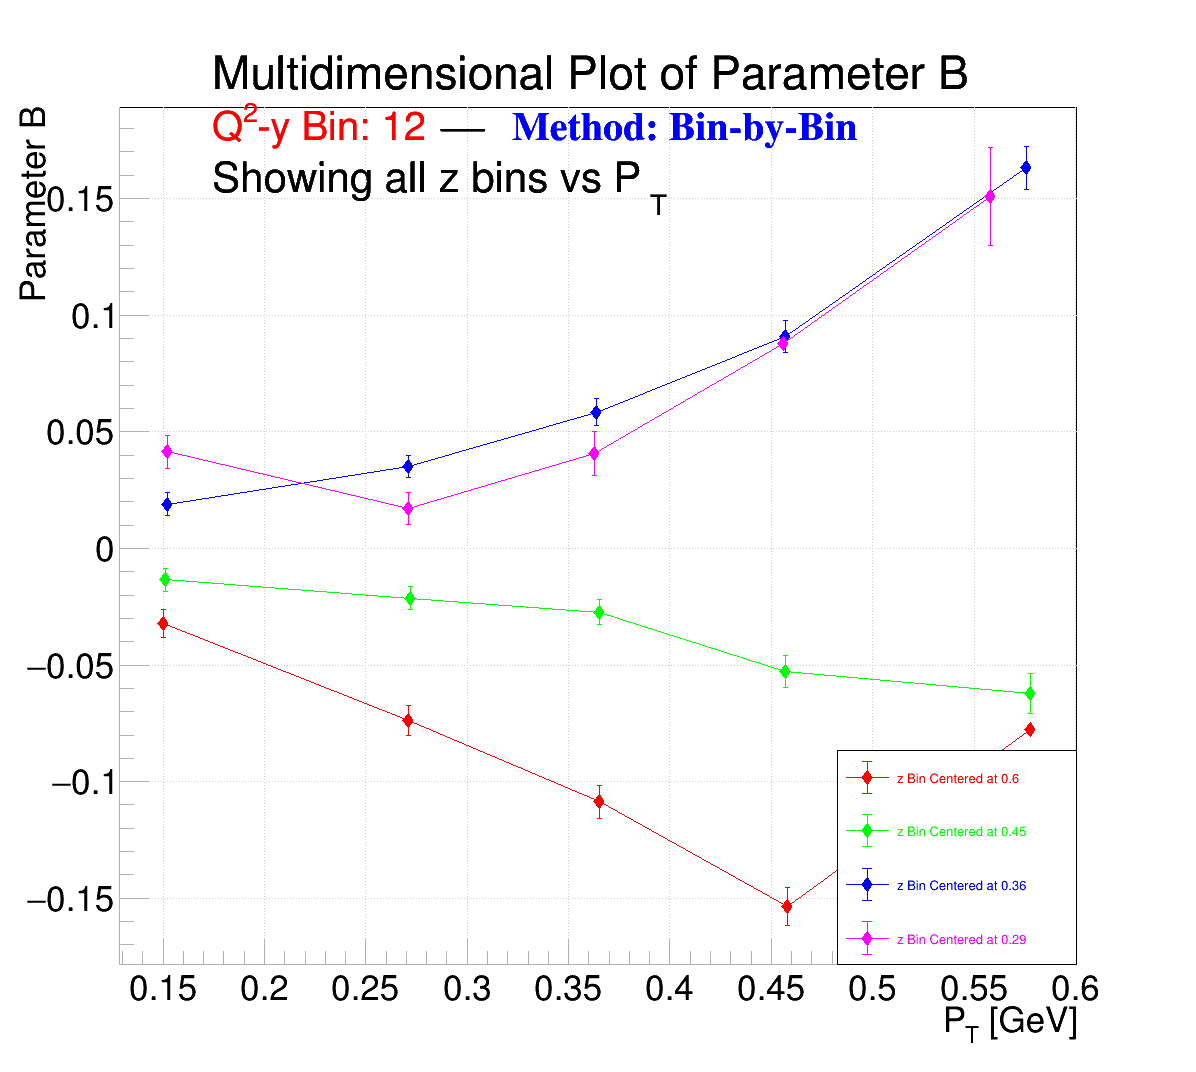 Multidimensional Plot of Parameter B
Q²-y Bin: 12 — Method: Bin-by-Bin
Showing all z bins vs P_T
Parameter B
0.15
0.1
0.05
0
−0.05
−0.1
−0.15
z Bin Centered at 0.6
z Bin Centered at 0.45
z Bin Centered at 0.36
z Bin Centered at 0.29
0.15 0.2 0.25 0.3 0.35 0.4 0.45 0.5 0.55 0.6
P_T [GeV]